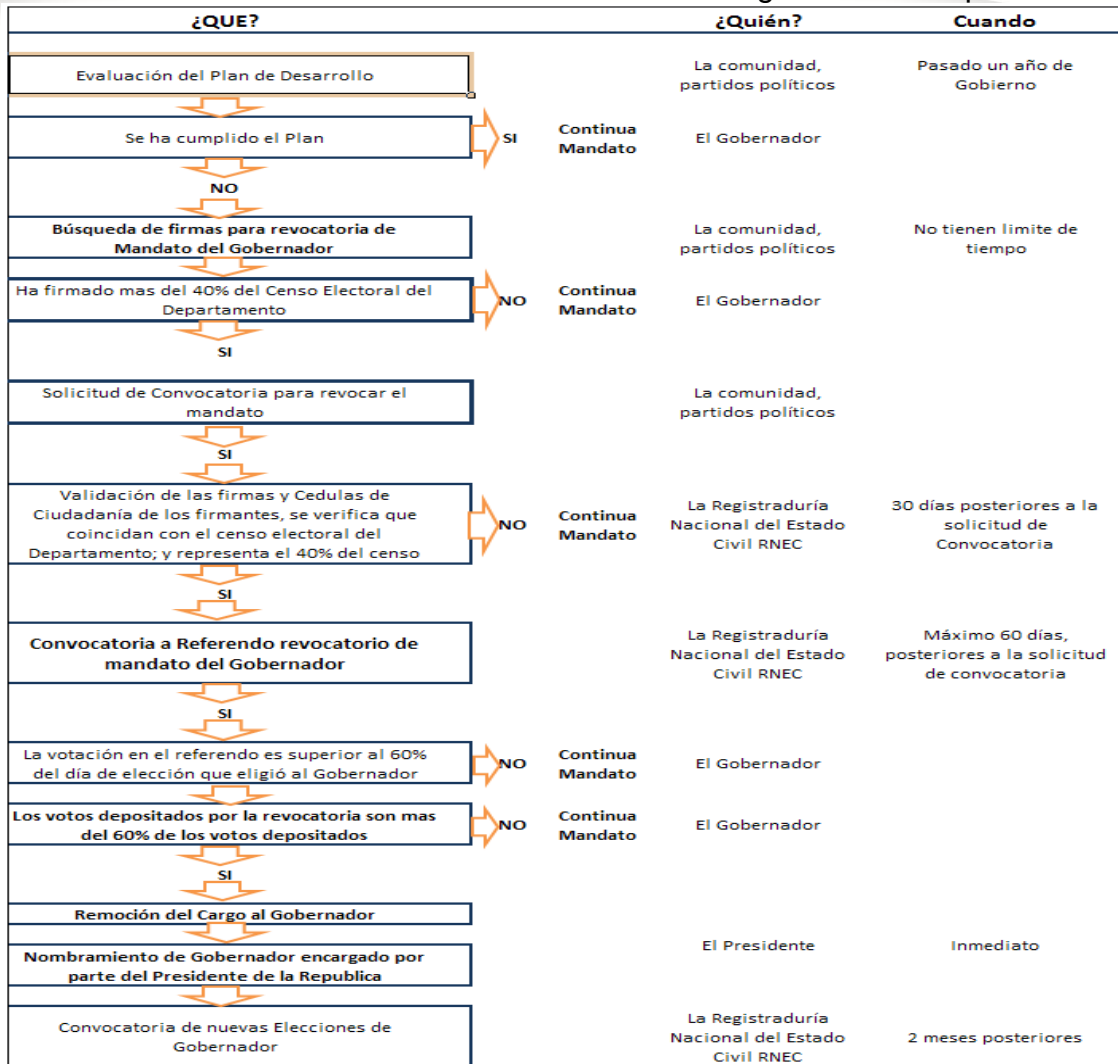 ¿QUE? ¿Quién? Cuando
Evaluación del Plan de Desarrollo
La comunidad,
partidos políticos
Pasado un año de
Gobierno
Se ha cumplido el Plan
SI
Continua
Mandato
El Gobernador
NO
Búsqueda de firmas para revocatoria de
Mandato del Gobernador
La comunidad,
partidos políticos
No tienen limite de
tiempo
Ha firmado mas del 40% del Censo Electoral del
Departamento
NO
Continua
Mandato
El Gobernador
SI
Solicitud de Convocatoria para revocar el
mandato
La comunidad,
partidos políticos
SI
Validación de las firmas y Cedulas de
Ciudadanía de los firmantes, se verifica que
coincidan con el censo electoral del
Departamento; y representa el 40% del censo
NO
Continua
Mandato
La Registraduría
Nacional del Estado
Civil RNEC
30 días posteriores a la
solicitud de
Convocatoria
SI
Convocatoria a Referendo revocatorio de
mandato del Gobernador
La Registraduría
Nacional del Estado
Civil RNEC
Máximo 60 días,
posteriores a la solicitud
de convocatoria
SI
La votación en el referendo es superior al 60%
del día de elección que eligió al Gobernador
NO
Continua
Mandato
El Gobernador
Los votos depositados por la revocatoria son mas
del 60% de los votos depositados
NO
Continua
Mandato
El Gobernador
SI
Remoción del Cargo al Gobernador
Nombramiento de Gobernador encargado por
parte del Presidente de la Republica
El Presidente
Inmediato
Convocatoria de nuevas Elecciones de
Gobernador
La Registraduría
Nacional del Estado
Civil RNEC
2 meses posteriores